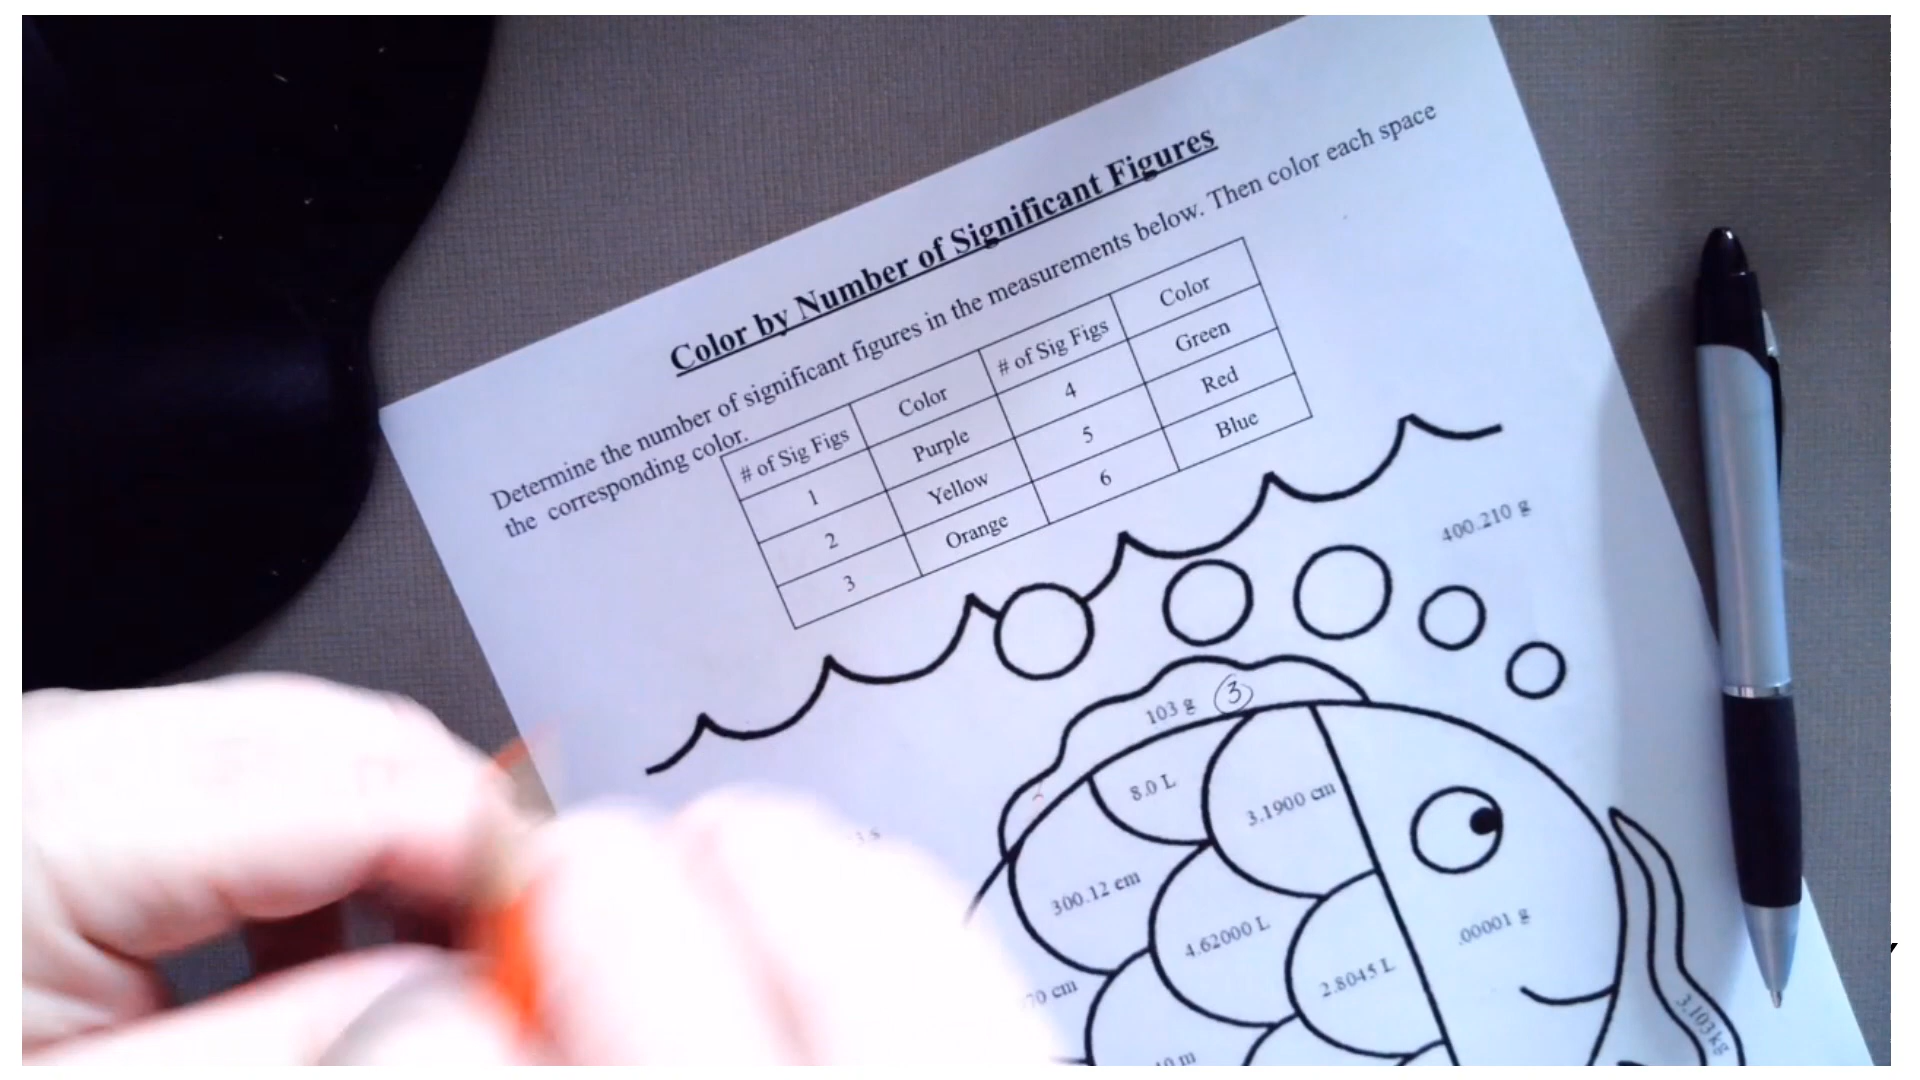 Color by Number of Significant Figures
Determine the number of significant figures in the measurements below. Then color each space
the corresponding color.
# of Sig Figs Color # of Sig Figs Color
1 Purple 4 Green
2 Yellow 5 Red
3 Orange 6 Blue
400.210 g
103 g 3
8.0 L
3.1900 cm
300.12 cm
4.62000 L
.00001 g
2.8045 L
70 cm
3.103 kg